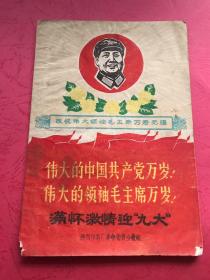 敬祝伟大领袖毛主席万寿无疆
伟大的中国共产党万岁!
伟大的领袖毛主席万岁!
满怀激情迎“九大”